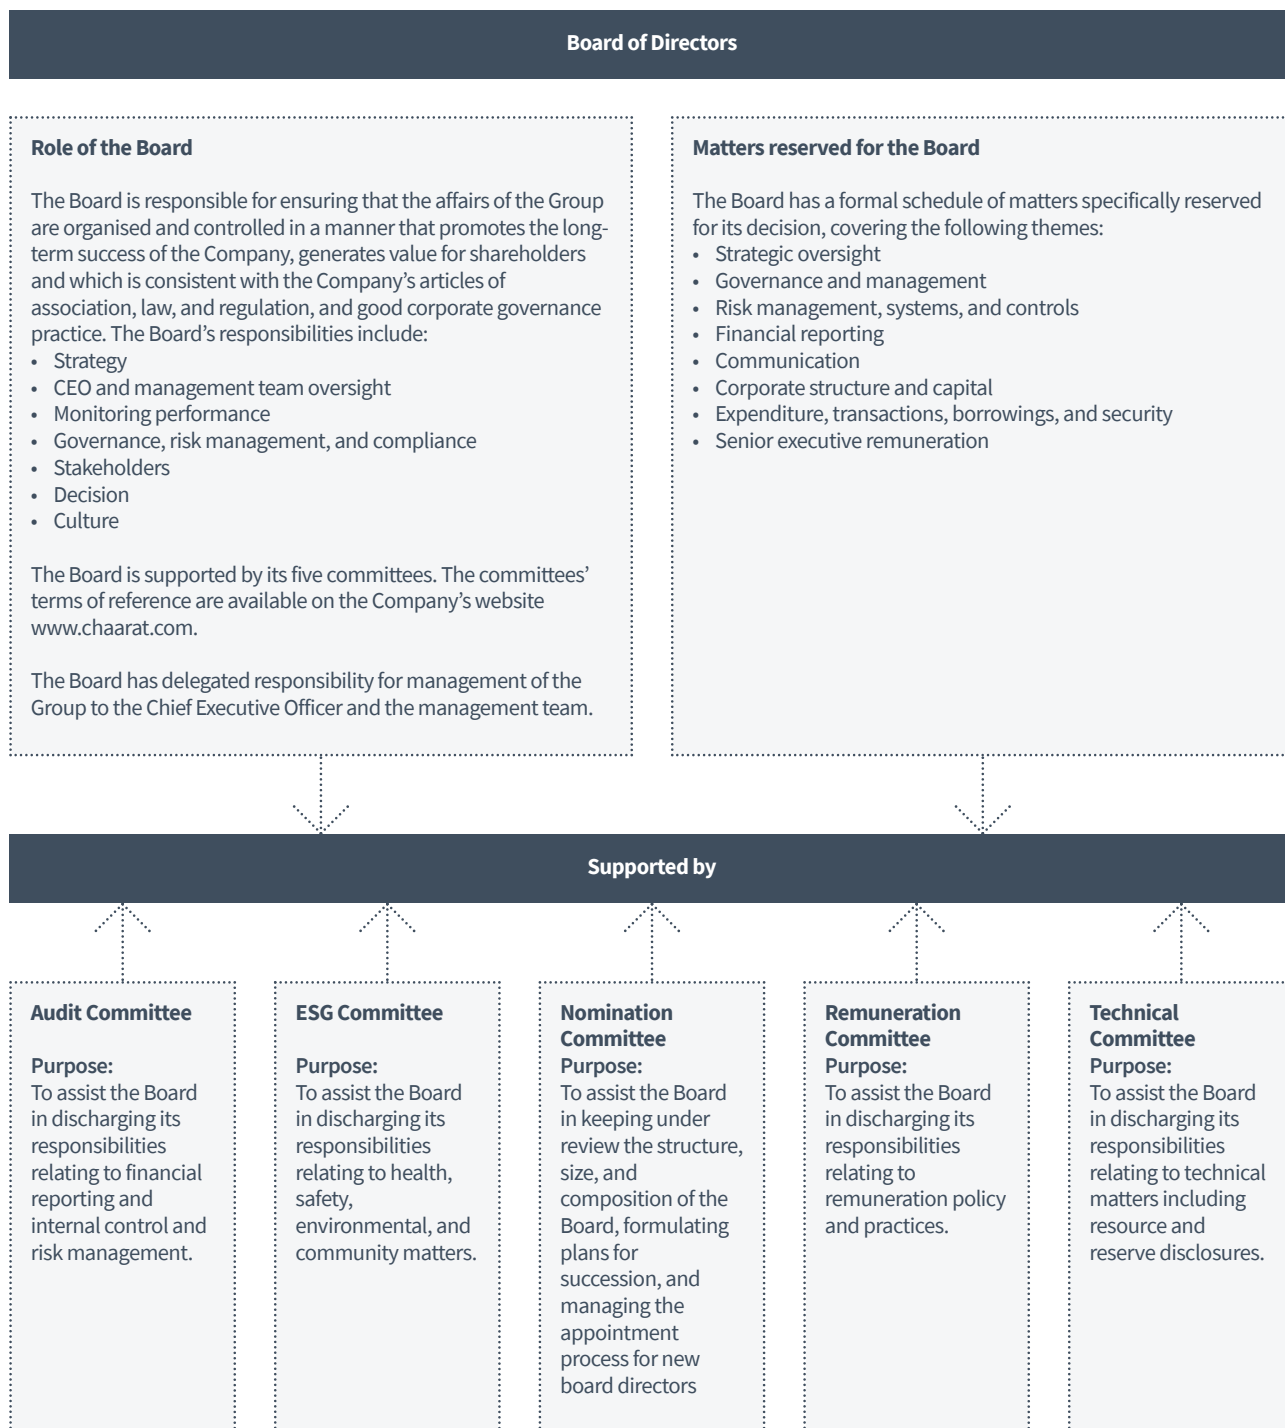 Board of Directors
Role of the Board
The Board is responsible for ensuring that the affairs of the Group
are organised and controlled in a manner that promotes the long-
term success of the Company, generates value for shareholders
and which is consistent with the Company's articles of
association, law, and regulation, and good corporate governance
practice. The Board's responsibilities include:
• Strategy
• CEO and management team oversight
• Monitoring performance
• Governance, risk management, and compliance
• Stakeholders
• Decision
• Culture
The Board is supported by its five committees. The committees'
terms of reference are available on the Company's website
www.chaarat.com.
The Board has delegated responsibility for management of the
Group to the Chief Executive Officer and the management team.
Matters reserved for the Board
The Board has a formal schedule of matters specifically reserved
for its decision, covering the following themes:
• Strategic oversight
• Governance and management
• Risk management, systems, and controls
• Financial reporting
• Communication
• Corporate structure and capital
• Expenditure, transactions, borrowings, and security
• Senior executive remuneration
Supported by
Audit Committee
Purpose:
To assist the Board
in discharging its
responsibilities
relating to financial
reporting and
internal control and
risk management.
ESG Committee
Purpose:
To assist the Board
in discharging its
responsibilities
relating to health,
safety,
environmental, and
community matters.
Nomination
Committee
Purpose:
To assist the Board
in keeping under
review the structure,
size, and
composition of the
Board, formulating
plans for
succession, and
managing the
appointment
process for new
board directors
Remuneration
Committee
Purpose:
To assist the Board
in discharging its
responsibilities
relating to
remuneration policy
and practices.
Technical
Committee
Purpose:
To assist the Board
in discharging its
responsibilities
relating to technical
matters including
resource and
reserve disclosures.